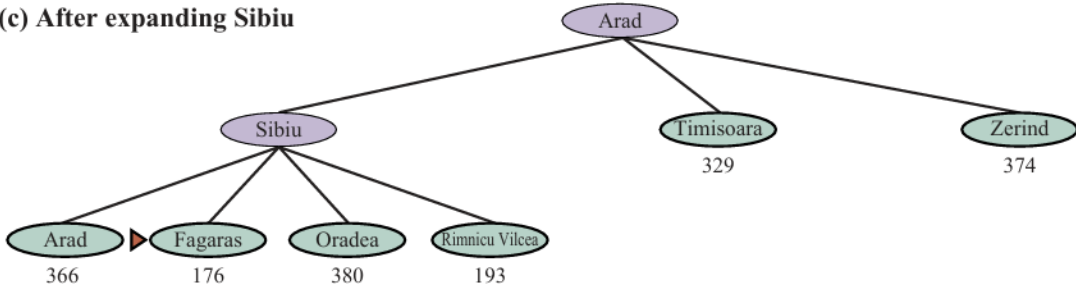 (c) After expanding Sibiu
Arad
Sibiu
Timisoara
Zerind
329
374
Arad
Fagaras
Oradea
Rimnicu Vilcea
366
176
380
193